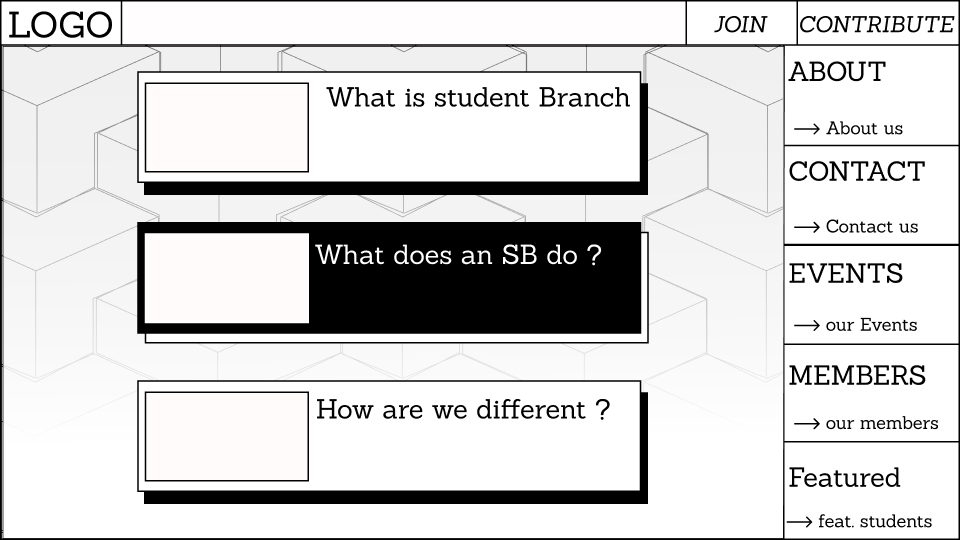 LOGO
JOIN
CONTRIBUTE
What is student Branch
What does an SB do ?
How are we different ?
ABOUT
About us
CONTACT
Contact us
EVENTS
our Events
MEMBERS
our members
Featured
feat. students